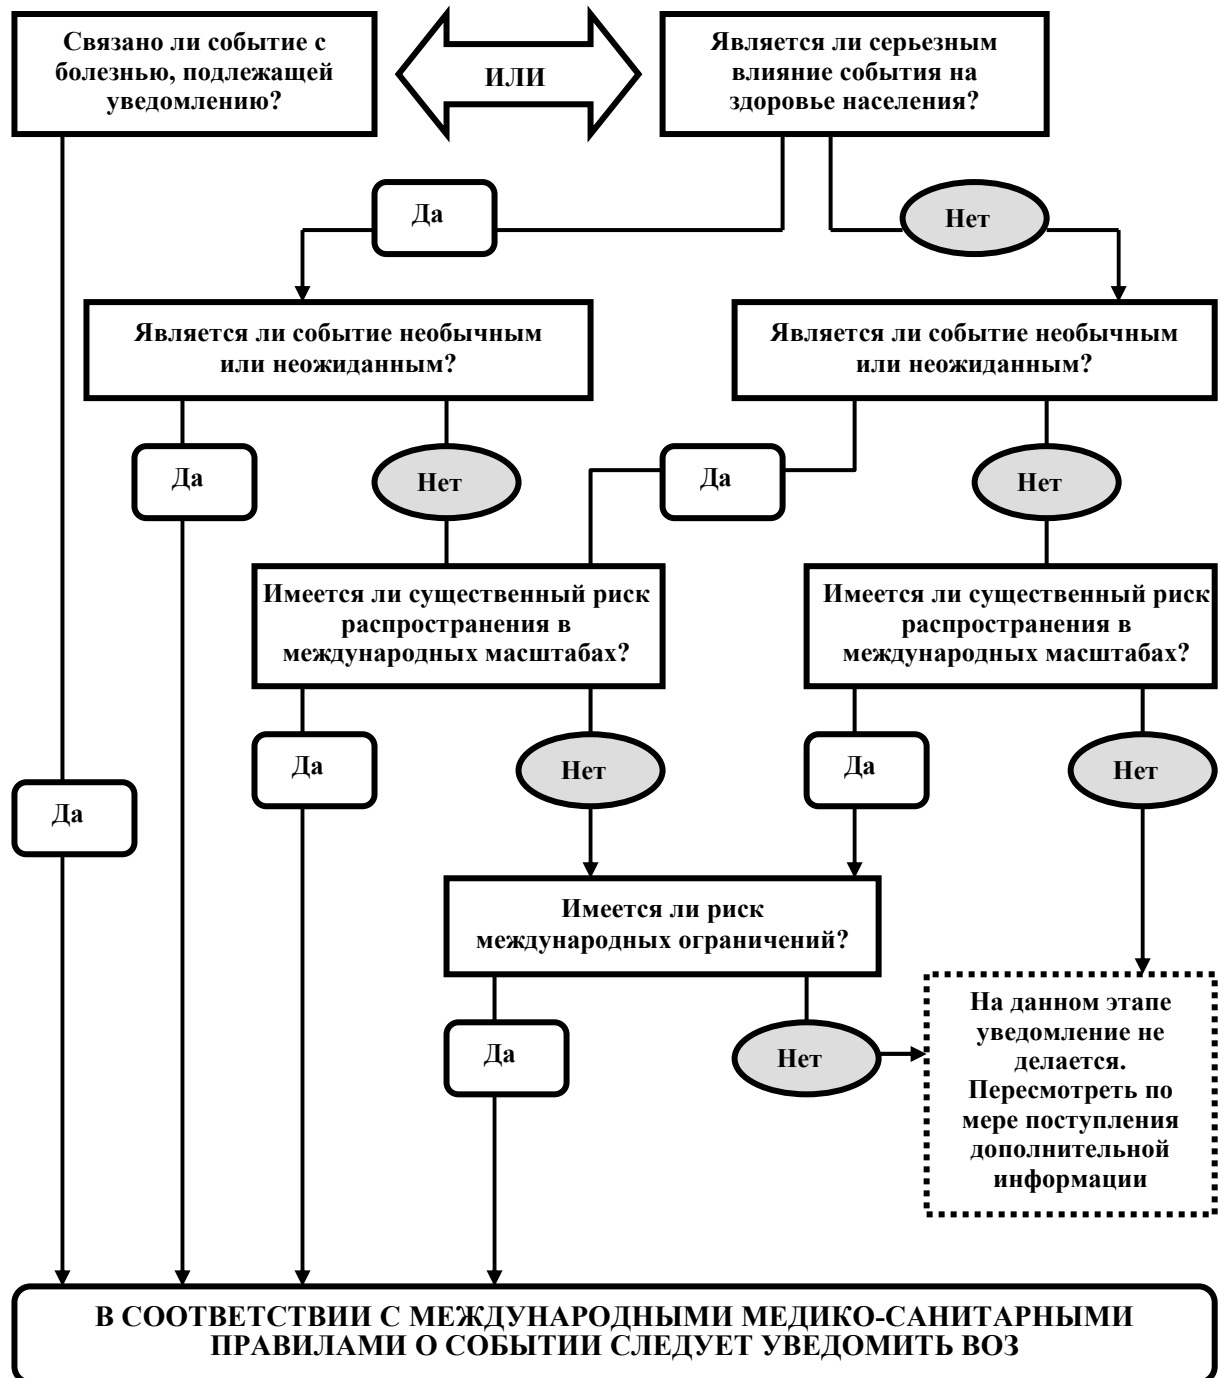 Связано ли событие с
болезнью, подлежащей
уведомлению?
ИЛИ
Является ли серьезным
влияние события на
здоровье населения?
Да
Нет
Является ли событие необычным
или неожиданным?
Является ли событие необычным
или неожиданным?
Да
Нет
Да
Нет
Имеется ли существенный риск
распространения в
международных масштабах?
Имеется ли существенный риск
распространения в
международных масштабах?
Да
Нет
Да
Нет
Да
Имеется ли риск
международных ограничений?
Да
Нет
На данном этапе
уведомление не
делается.
Пересмотреть по
мере поступления
дополнительной
информации
В СООТВЕТСТВИИ С МЕЖДУНАРОДНЫМИ МЕДИКО-САНИТАРНЫМИ
ПРАВИЛАМИ О СОБЫТИИ СЛЕДУЕТ УВЕДОМИТЬ ВОЗ